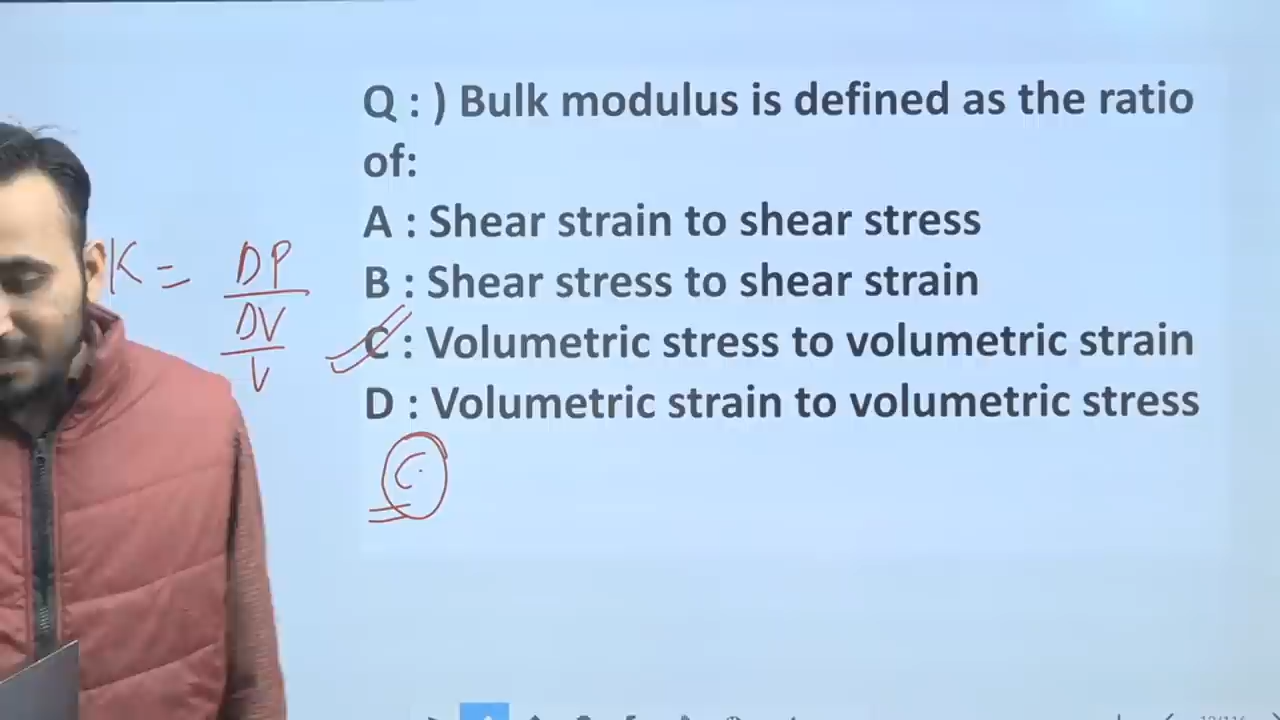 Q : ) Bulk modulus is defined as the ratio
of:
A : Shear strain to shear stress
B : Shear stress to shear strain
C : Volumetric stress to volumetric strain
D : Volumetric strain to volumetric stress
K = DP
DV
V
C